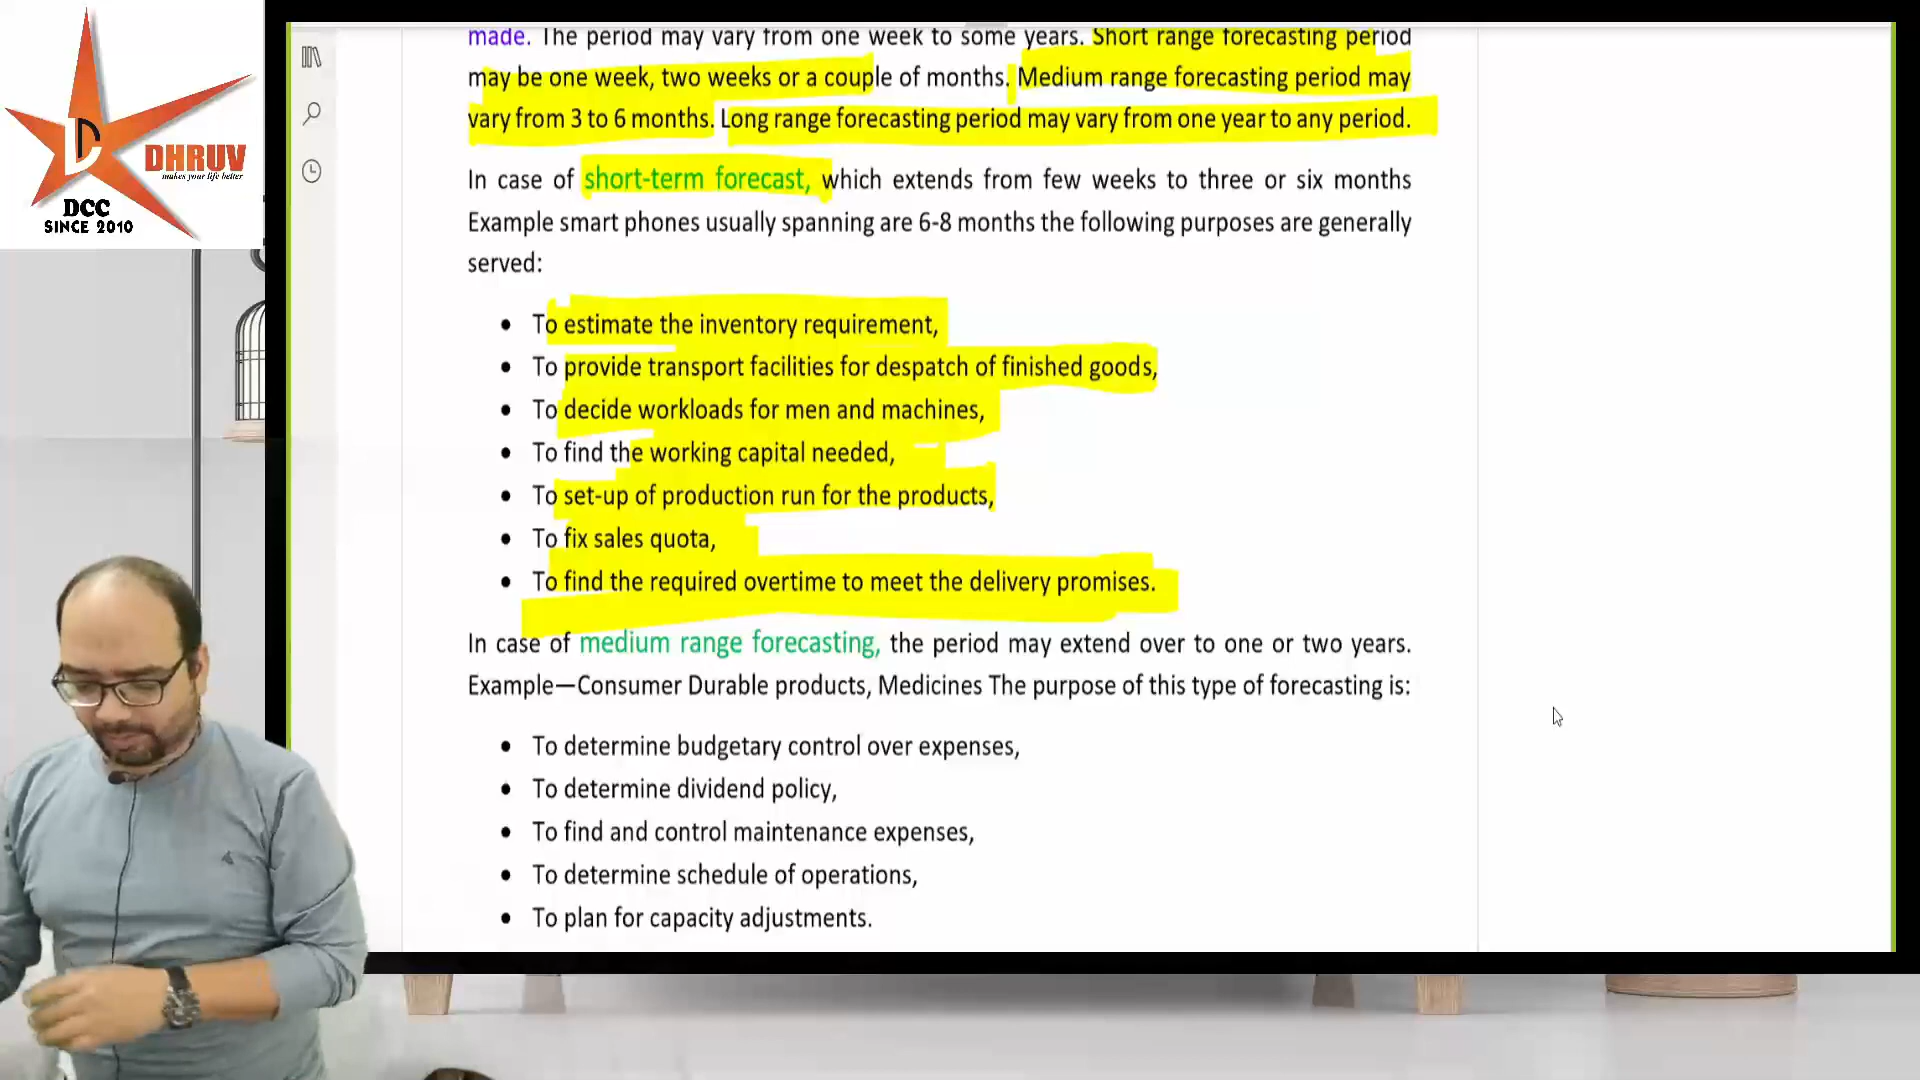 DHRUV
makes your life better
DCC
SINCE 2010
made. The period may vary from one week to some years. Short range forecasting period
may be one week, two weeks or a couple of months. Medium range forecasting period may
vary from 3 to 6 months. Long range forecasting period may vary from one year to any period.
In case of short-term forecast, which extends from few weeks to three or six months
Example smart phones usually spanning are 6-8 months the following purposes are generally
served:
• To estimate the inventory requirement,
• To provide transport facilities for despatch of finished goods,
• To decide workloads for men and machines,
• To find the working capital needed,
• To set-up of production run for the products,
• To fix sales quota,
• To find the required overtime to meet the delivery promises.
In case of medium range forecasting, the period may extend over to one or two years.
Example—Consumer Durable products, Medicines The purpose of this type of forecasting is:
• To determine budgetary control over expenses,
• To determine dividend policy,
• To find and control maintenance expenses,
• To determine schedule of operations,
• To plan for capacity adjustments.